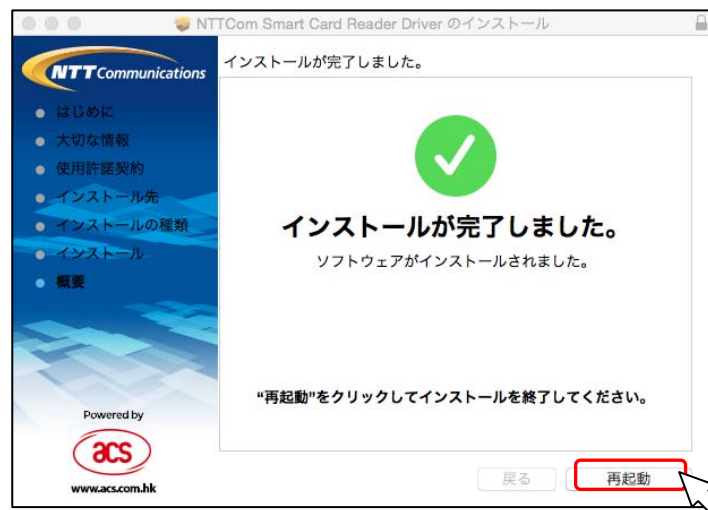 NTTCom Smart Card Reader Driver のインストール
NTT Communications
インストールが完了しました。
はじめに
大切な情報
使用許諾契約
インストール先
インストールの種類
インストール
概要
インストールが完了しました。
ソフトウェアがインストールされました。
“再起動”をクリックしてインストールを終了してください。
Powered by
acs
www.acs.com.hk
戻る
再起動